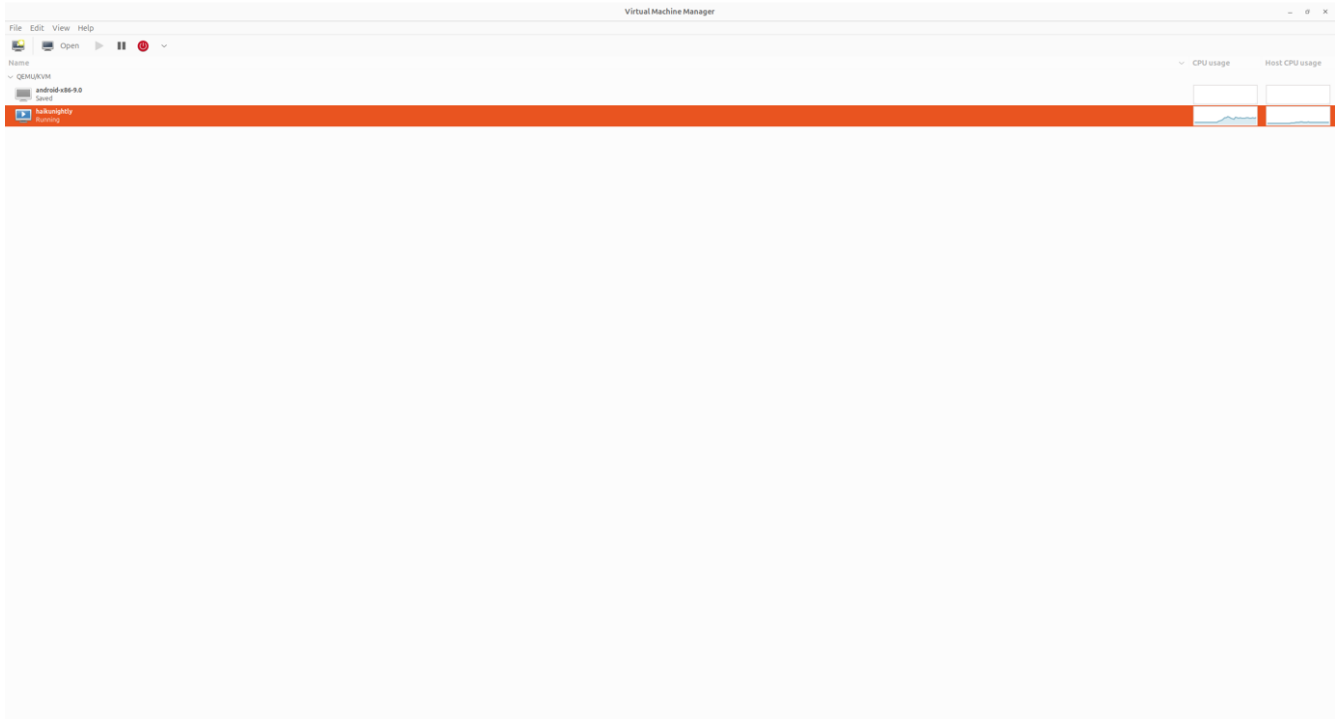 Virtual Machine Manager
File Edit View Help
Open
Name CPU usage Host CPU usage
QEMU/KVM
android-x86-9.0
Saved
haikunightly
Running